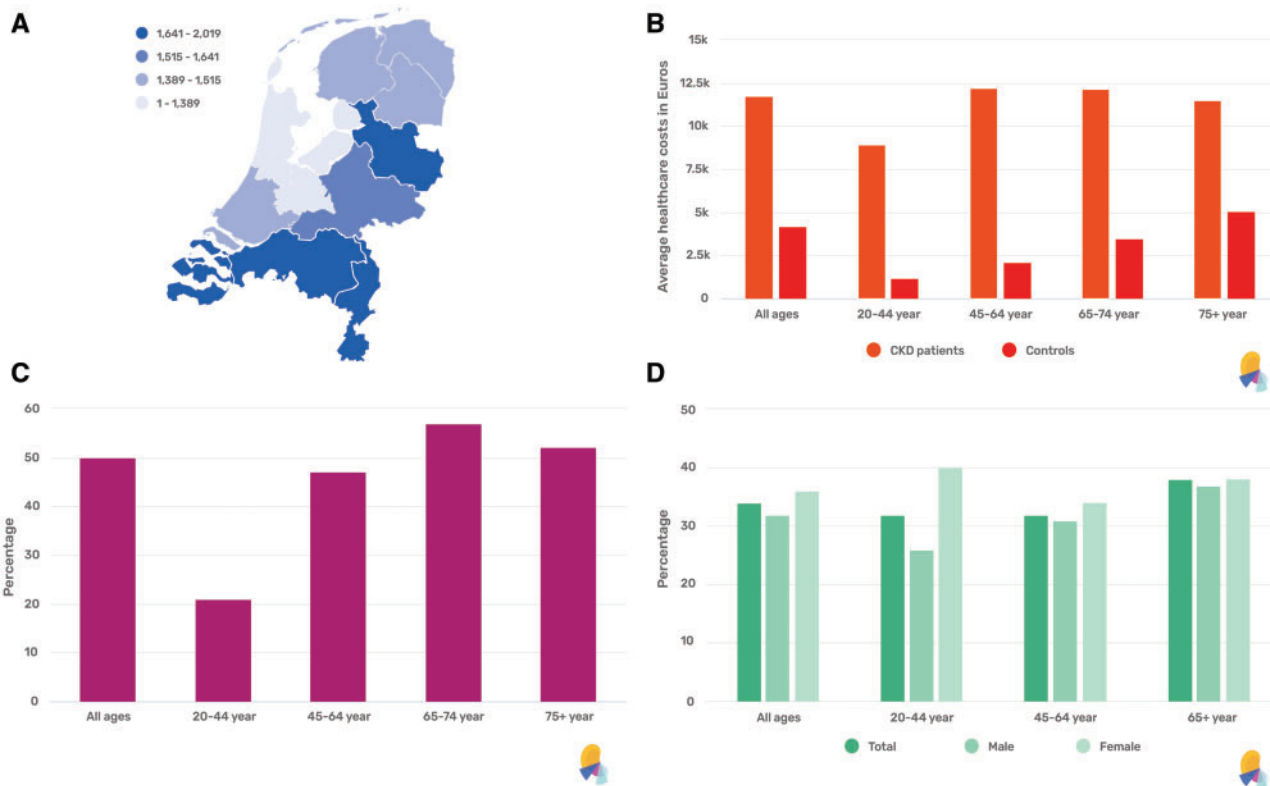 A
1,641 - 2,019
1,515 - 1,641
1,389 - 1,515
1 - 1,389
B
Average healthcare costs in Euros
15k
12.5k
10k
7.5k
5k
2.5k
0
All ages
20-44 year
45-64 year
65-74 year
75+ year
CKD patients
Controls
C
Percentage
60
50
40
30
20
10
0
All ages
20-44 year
45-64 year
65-74 year
75+ year
D
Percentage
50
40
30
20
10
0
All ages
20-44 year
45-64 year
65+ year
Total
Male
Female